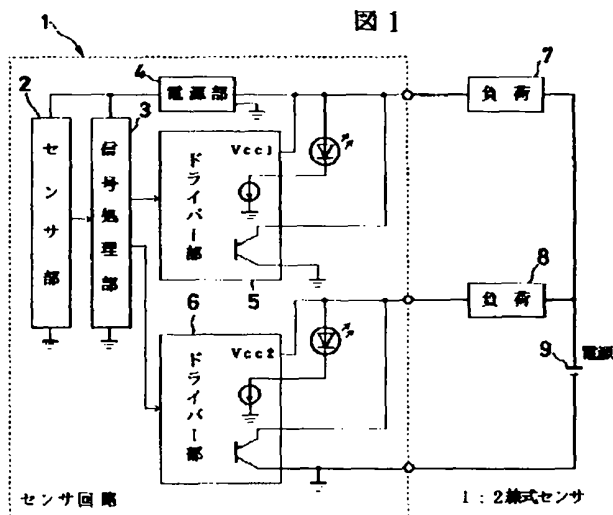 図1
1
7
4
電源部
負荷
2
3
センサ部
信号処理部
Vcc1
ドライバー部
5
8
負荷
6
Vcc2
ドライバー部
9
電源
センサ回路
1：2線式センサ